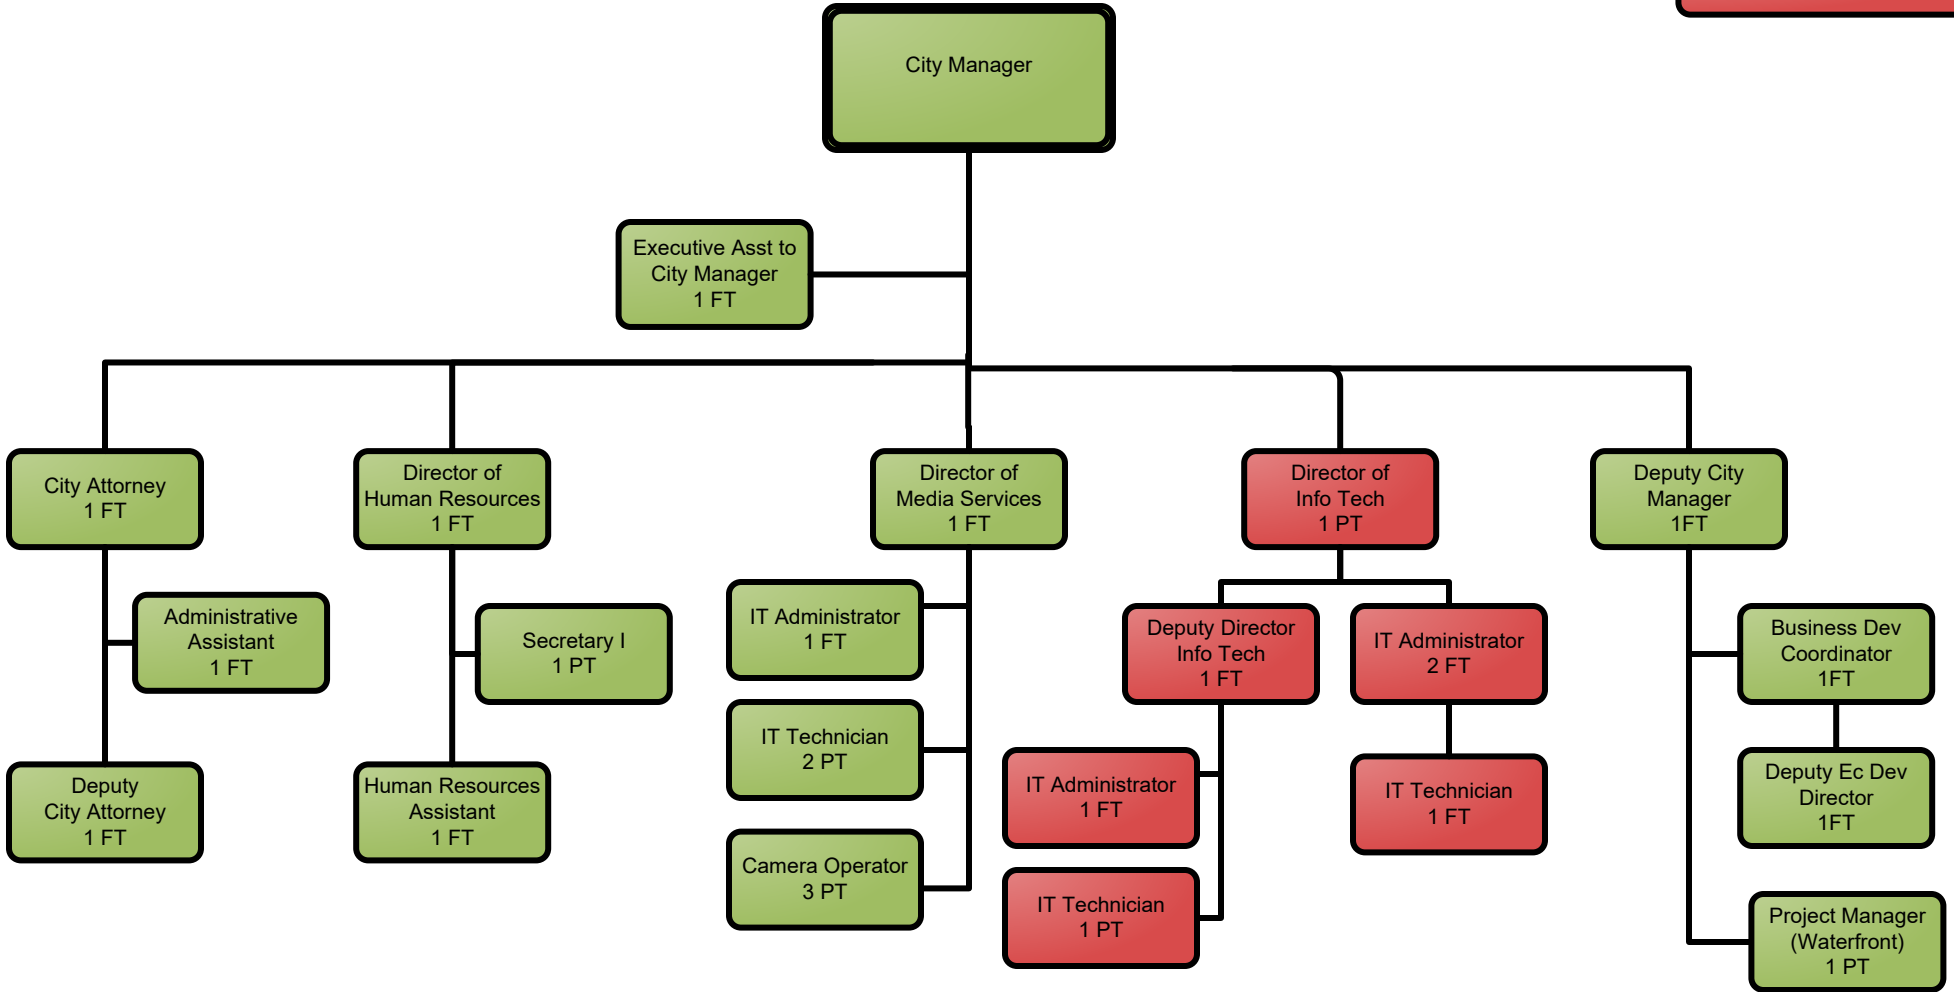 City Manager
Executive Asst to
City Manager
1 FT
City Attorney
1 FT
Director of
Human Resources
1 FT
Director of
Media Services
1 FT
Director of
Info Tech
1 PT
Deputy City
Manager
1FT
Administrative
Assistant
1 FT
Secretary I
1 PT
IT Administrator
1 FT
Deputy Director
Info Tech
1 FT
IT Administrator
2 FT
Business Dev
Coordinator
1FT
IT Technician
2 PT
IT Administrator
1 FT
IT Technician
1 FT
Deputy Ec Dev
Director
1FT
Deputy
City Attorney
1 FT
Human Resources
Assistant
1 FT
Camera Operator
3 PT
IT Technician
1 PT
Project Manager
(Waterfront)
1 PT